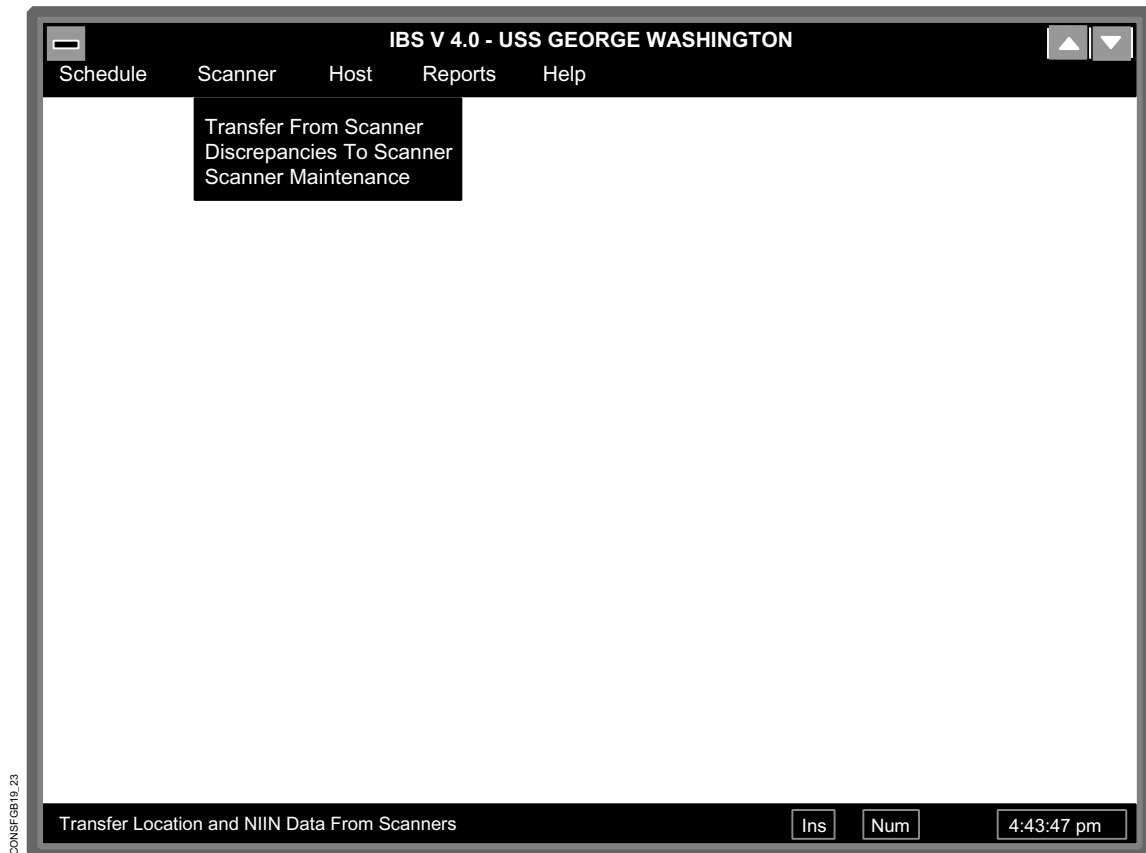 IBS V 4.0 - USS GEORGE WASHINGTON
Schedule Scanner Host Reports Help
Transfer From Scanner
Discrepancies To Scanner
Scanner Maintenance
Transfer Location and NIIN Data From Scanners Ins Num 4:43:47 pm
CONSFGB19_23